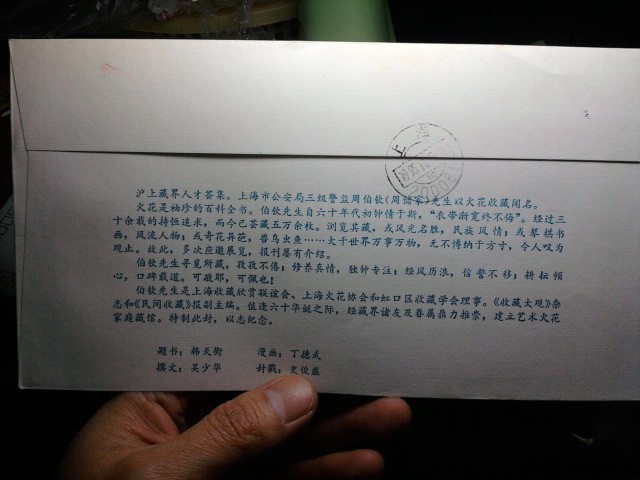 上海
沪上藏界人才荟集。上海市公安局三级警监周伯钦(周锴家)先生以火花收藏闻名。
火花是袖珍的百科全书。伯钦先生自六十年代初钟情于斯，“衣带渐宽终不悔”。经过三
十余载的持恒追求，而今已荟藏五万余枚。浏览其藏，或风光名胜，民族风情；或琴棋书
画，风流人物；或奇花异葩，兽鸟虫鱼……大千世界万事万物，无不博纳于方寸，令人叹为
观止。故此，多次应邀展览，报刊屡有介绍。
伯钦先生寻觅所藏，孜孜不倦；修养真情，独钟专注；经风历浪，信誓不移；耕耘倾
心，口碑载道。可敬耶，可佩也！
伯钦先生是上海收藏欣赏联谊会、上海火花协会和虹口区收藏学会理事。《收藏大观》杂
志和《民间收藏》报副主编。值逢六十华诞之际，经藏界诸友及眷属鼎力推崇，建立艺术火花
家庭藏馆。特制此封，以志纪念。
题书：韩天衡 漫画：丁德武
撰文：吴少华 封戳：史俭盛